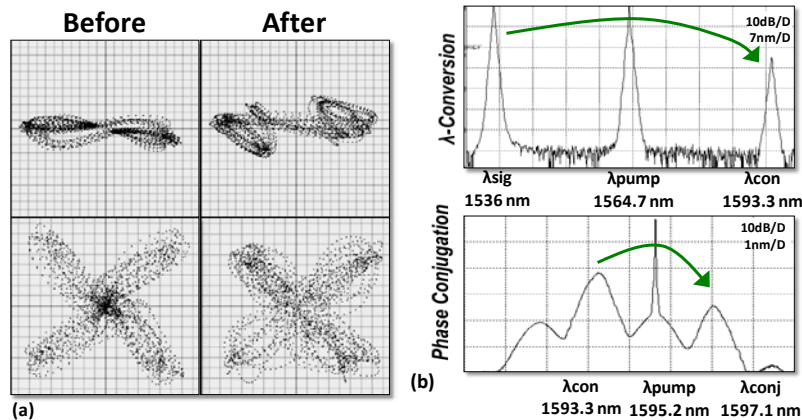 Before
After
(a)
λ-Conversion
10dB/D
7nm/D
λsig
λpump
λcon
1536 nm
1564.7 nm
1593.3 nm
Phase Conjugation
10dB/D
1nm/D
(b)
λcon
λpump
λconj
1593.3 nm
1595.2 nm
1597.1 nm